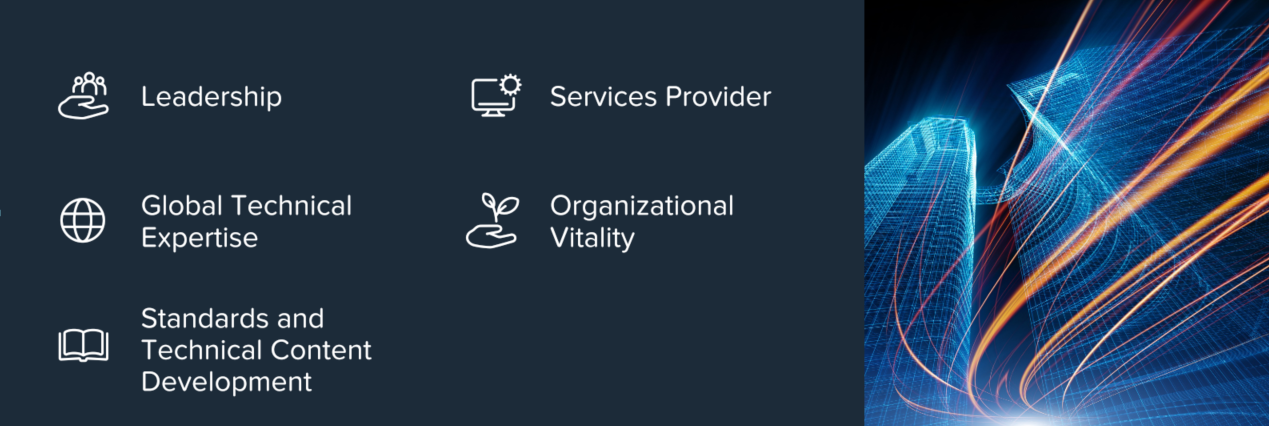 Leadership
Global Technical
Expertise
Standards and
Technical Content
Development
Services Provider
Organizational
Vitality